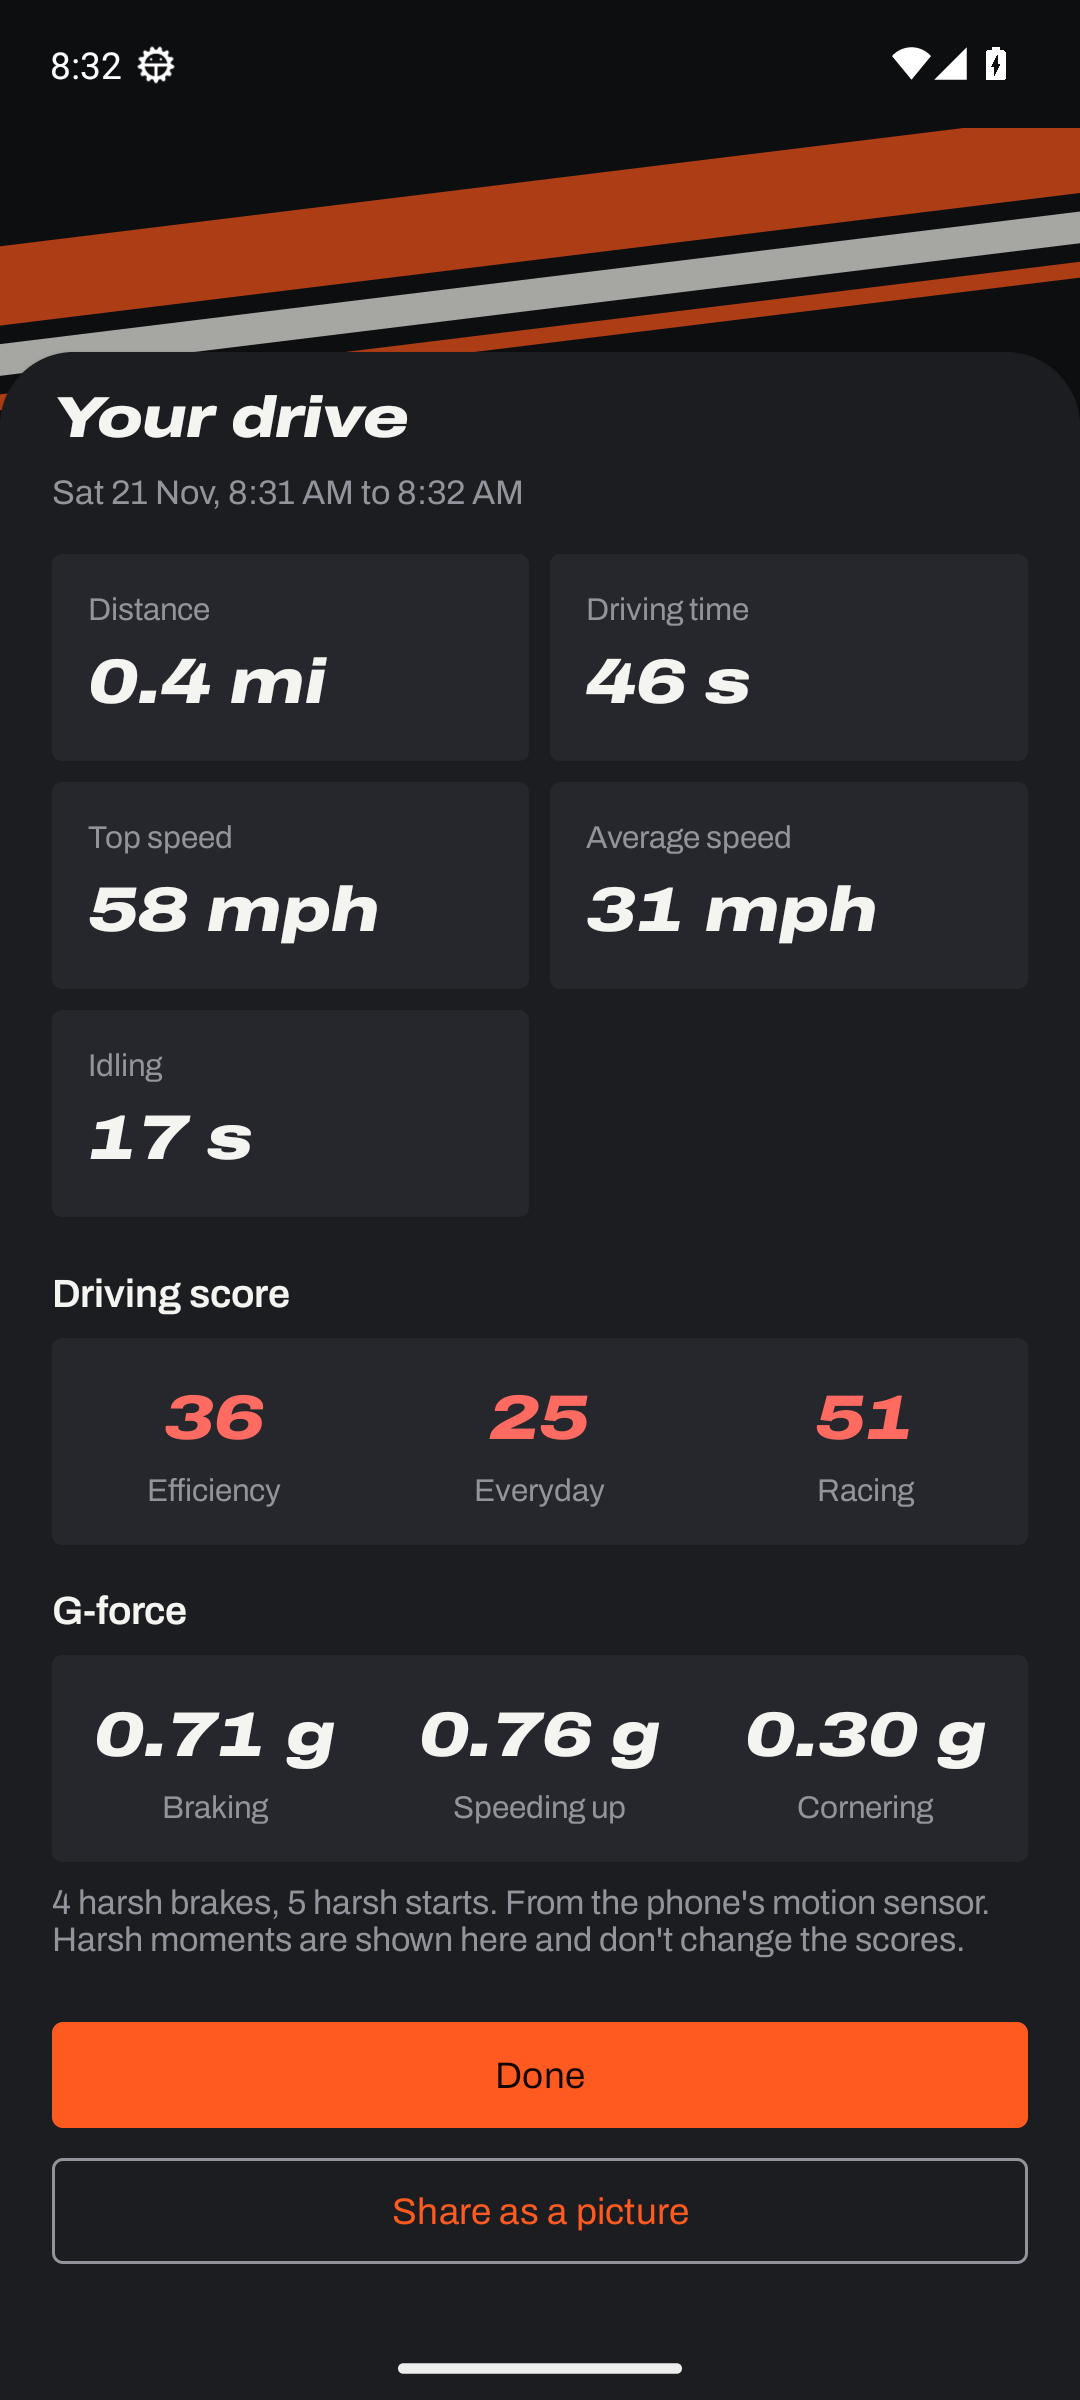 8:32
Your drive
Sat 21 Nov, 8:31 AM to 8:32 AM
Distance
0.4 mi
Driving time
46 s
Top speed
58 mph
Average speed
31 mph
Idling
17 s
Driving score
36
Efficiency
25
Everyday
51
Racing
G-force
0.71 g
Braking
0.76 g
Speeding up
0.30 g
Cornering
4 harsh brakes, 5 harsh starts. From the phone's motion sensor.
Harsh moments are shown here and don't change the scores.
Done
Share as a picture